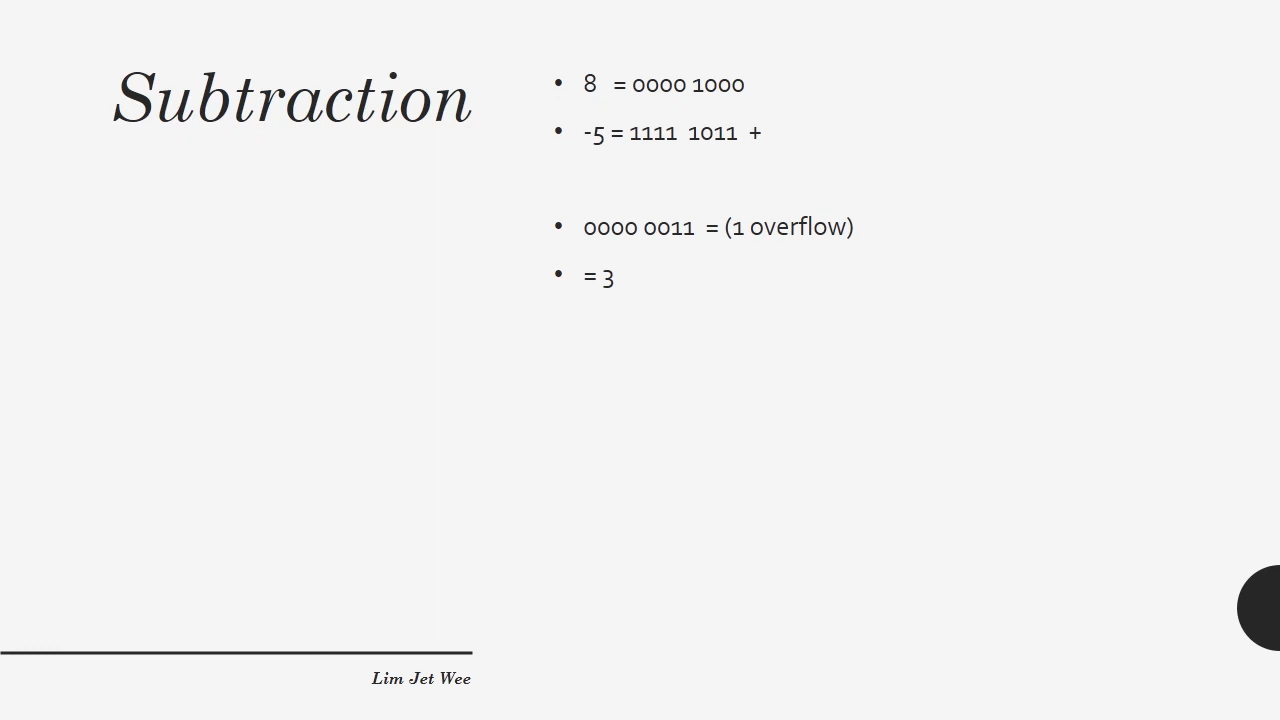 Subtraction
• 8 = 0000 1000
• -5 = 1111 1011 +
• 0000 0011 = (1 overflow)
• = 3
Lim Jet Wee